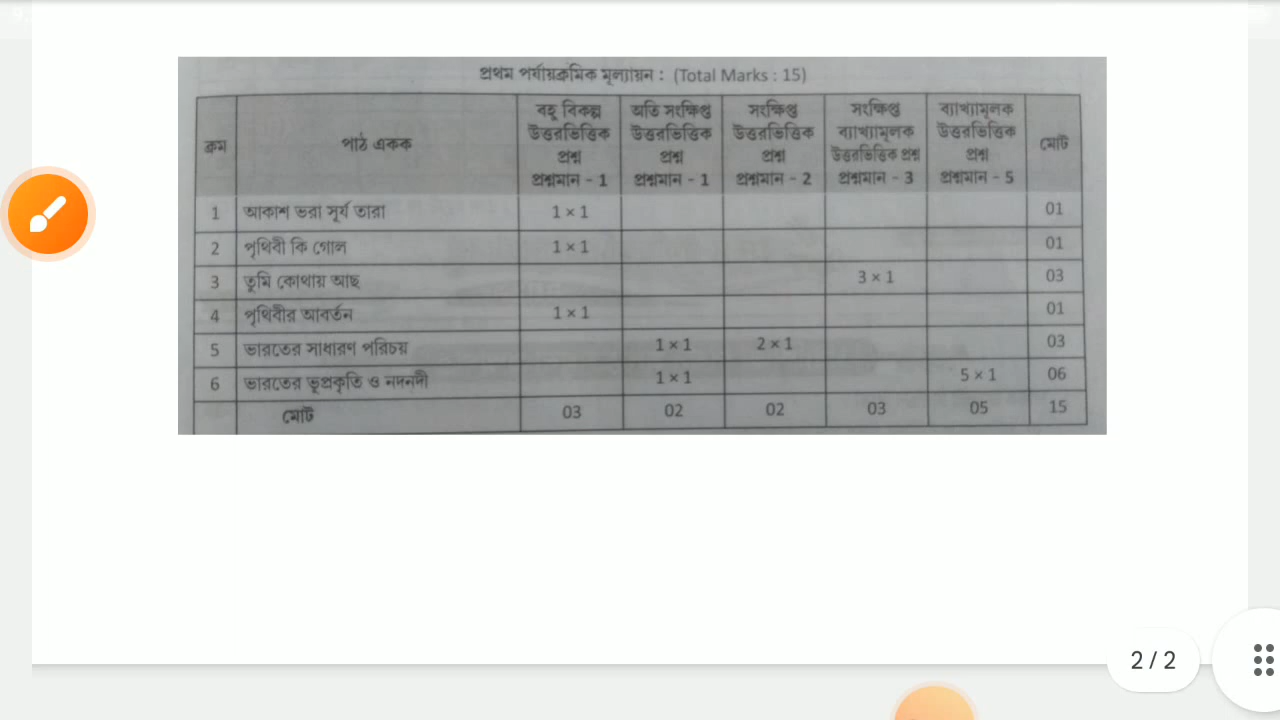 প্রথম পর্যায়ক্রমিক মূল্যায়ন : (Total Marks : 15)
ক্রম পাঠ একক বহু বিকল্প উত্তরভিত্তিক প্রশ্ন প্রশ্নমান - 1 অতি সংক্ষিপ্ত উত্তরভিত্তিক প্রশ্ন প্রশ্নমান - 1 সংক্ষিপ্ত উত্তরভিত্তিক প্রশ্ন প্রশ্নমান - 2 সংক্ষিপ্ত ব্যাখ্যামূলক উত্তরভিত্তিক প্রশ্ন প্রশ্নমান - 3 ব্যাখ্যামূলক উত্তরভিত্তিক প্রশ্ন প্রশ্নমান - 5 মোট
1 আকাশ ভরা সূর্য তারা 1 × 1 01
2 পৃথিবী কি গোল 1 × 1 01
3 তুমি কোথায় আছ 3 × 1 03
4 পৃথিবীর আবর্তন 1 × 1 01
5 ভারতের সাধারণ পরিচয় 1 × 1 2 × 1 03
6 ভারতের ভূপ্রকৃতি ও নদনদী 1 × 1 5 × 1 06
মোট 03 02 02 03 05 15
2 / 2